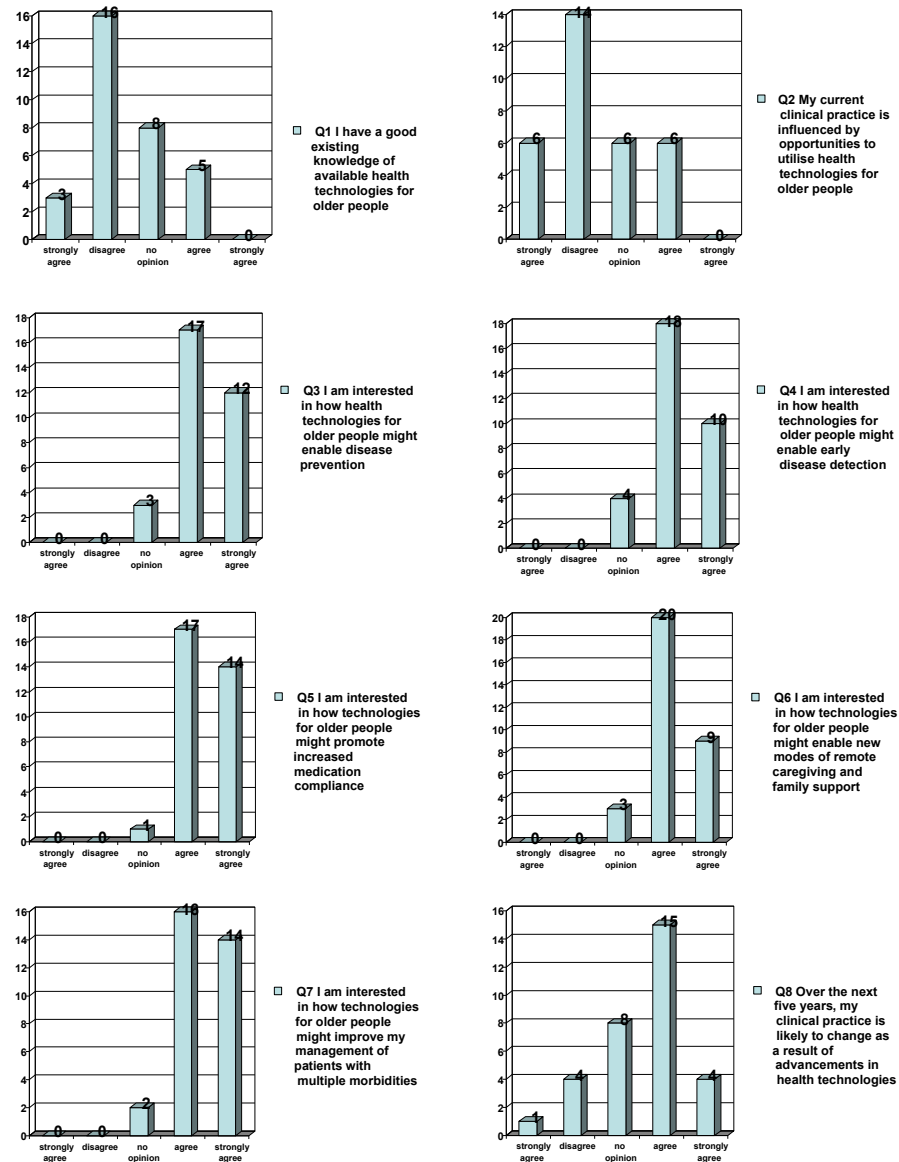 16
14
12
10
8
6
4
2
0
3
16
8
5
0
strongly
agree
disagree
no
opinion
agree
strongly
agree
Q1 I have a good
existing
knowledge of
available health
technologies for
older people
14
12
10
8
6
4
2
0
6
14
6
6
0
strongly
agree
disagree
no
opinion
agree
strongly
agree
Q2 My current
clinical practice is
influenced by
opportunities to
utilise health
technologies for
older people
18
16
14
12
10
8
6
4
2
0
0
0
3
17
12
strongly
agree
disagree
no
opinion
agree
strongly
agree
Q3 I am interested
in how health
technologies for
older people might
enable disease
prevention
18
16
14
12
10
8
6
4
2
0
0
0
4
18
10
strongly
agree
disagree
no
opinion
agree
strongly
agree
Q4 I am interested
in how health
technologies for
older people might
enable early
disease detection
18
16
14
12
10
8
6
4
2
0
0
0
1
17
14
strongly
agree
disagree
no
opinion
agree
strongly
agree
Q5 I am interested
in how technologies
for older people
might promote
increased
medication
compliance
20
18
16
14
12
10
8
6
4
2
0
0
0
3
20
9
strongly
agree
disagree
no
opinion
agree
strongly
agree
Q6 I am interested
in how technologies
for older people
might enable new
modes of remote
caregiving and
family support
16
14
12
10
8
6
4
2
0
0
0
2
16
14
strongly
agree
disagree
no
opinion
agree
strongly
agree
Q7 I am interested
in how technologies
for older people
might improve my
management of
patients with
multiple morbidities
16
14
12
10
8
6
4
2
0
1
4
8
15
4
strongly
agree
disagree
no
opinion
agree
strongly
agree
Q8 Over the next
five years, my
clinical practice is
likely to change as
a result of
advancements in
health technologies